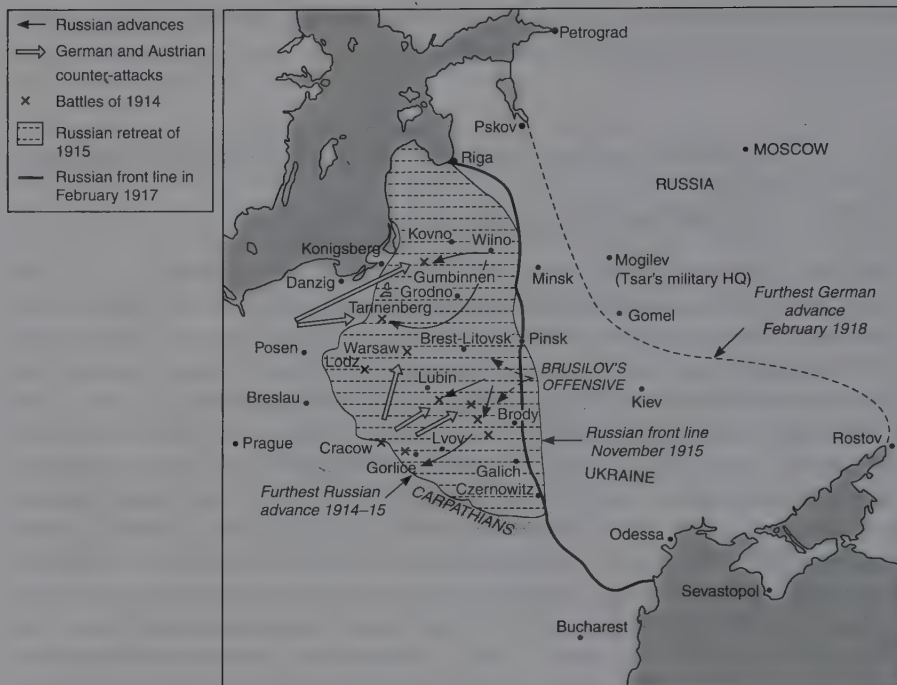 Russian advances
German and Austrian
counter-attacks
Battles of 1914
Russian retreat of
1915
Russian front line in
February 1917
Petrograd
Pskov
MOSCOW
Riga
RUSSIA
Kovno
Wilno
Konigsberg
Mogilev
(Tsar's military HQ)
Danzig
Gumbinnen
Minsk
Grodno
Furthest German
advance
February 1918
Tannenberg
Gomel
Posen
Warsaw
Brest-Litovsk
Pinsk
Lodz
BRUSILOV'S
OFFENSIVE
Lubin
Kiev
Breslau
Brody
Prague
Cracow
Lvov
Russian front line
November 1915
Rostov
Gorlice
Galich
UKRAINE
Furthest Russian
advance 1914–15
Czernowitz
CARPATHIANS
Odessa
Sevastopol
Bucharest